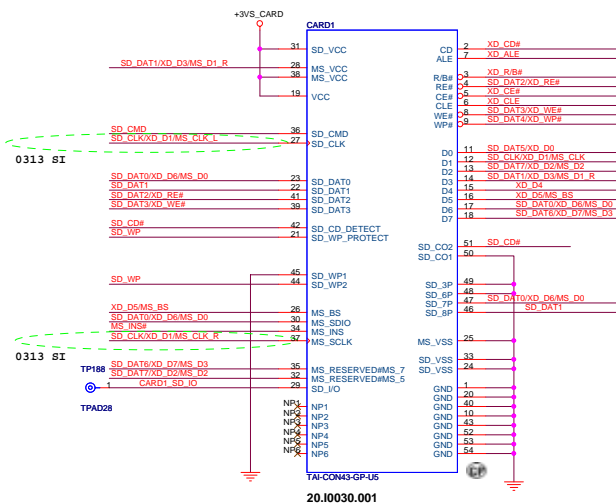 +3VS_CARD
CARD1
31 SD_VCC CD 2 XD_CD#
ALE 7 XD_ALE
SD_DAT1/XD_D3/MS_D1_R 28 MS_VCC
38 MS_VCC R/B# 3 XD_R/B#
RE# 4 SD_DAT2/XD_RE#
19 VCC CE# 5 XD_CE#
CLE 6 XD_CLE
WE# 8 SD_DAT3/XD_WE#
WP# 9 SD_DAT4/XD_WP#
SD_CMD 36 SD_CMD
SD_CLK/XD_D1/MS_CLK_L 27 SD_CLK
0313 SI
D0 11 SD_DAT5/XD_D0
D1 12 SD_CLK/XD_D1/MS_CLK
D2 13 SD_DAT7/XD_D2/MS_D2
SD_DAT0/XD_D6/MS_D0 23 SD_DAT0 D3 14 SD_DAT1/XD_D3/MS_D1_R
SD_DAT1 22 SD_DAT1 D4 15 XD_D4
SD_DAT2/XD_RE# 41 SD_DAT2 D5 16 XD_D5/MS_BS
SD_DAT3/XD_WE# 39 SD_DAT3 D6 17 SD_DAT0/XD_D6/MS_D0
D7 18 SD_DAT6/XD_D7/MS_D3
SD_CD# 42 SD_CD_DETECT
SD_WP 21 SD_WP_PROTECT
SD_CO2 51 SD_CD#
SD_CO1 50
45 SD_WP1
SD_WP 44 SD_WP2 SD_3P 49
SD_6P 48
SD_7P 47 SD_DAT0/XD_D6/MS_D0
SD_8P 46 SD_DAT1
XD_D5/MS_BS 26 MS_BS
SD_DAT0/XD_D6/MS_D0 30 MS_SDIO
MS_INS# 34 MS_INS
SD_CLK/XD_D1/MS_CLK_R 37 MS_SCLK MS_VSS 25
0313 SI
SD_VSS 33
SD_VSS 24
SD_DAT6/XD_D7/MS_D3 35 MS_RESERVED#MS_7
SD_DAT7/XD_D2/MS_D2 32 MS_RESERVED#MS_5
TP188 1 CARD1_SD_IO 29 SD_I/O GND 1
TPAD28
GND 20
NP1 NP1 GND 40
NP2 NP2 GND 10
NP3 NP3 GND 43
NP4 NP4 GND 52
NP5 NP5 GND 53
NP6 NP6 GND 54
TAI-CON43-GP-U5
20.I0030.001